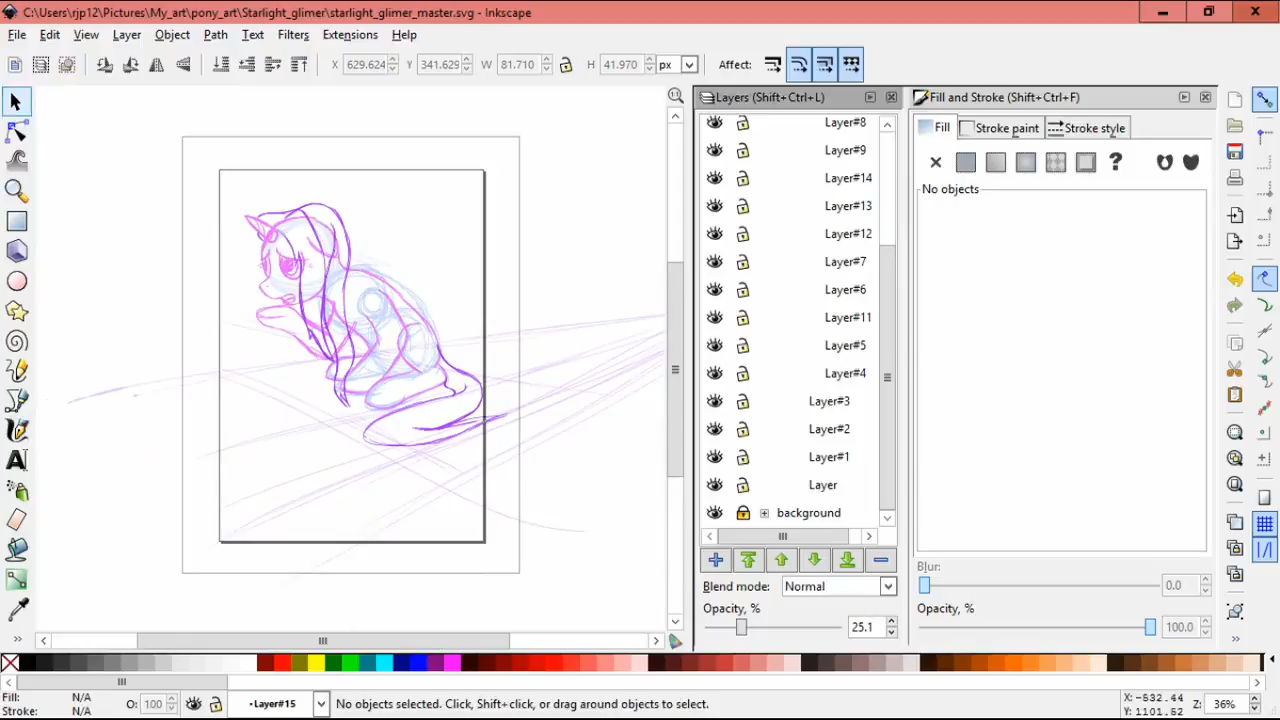 C:\Users\rjp12\Pictures\My_art\pony_art\Starlight_glimer\starlight_glimer_master.svg - Inkscape
File Edit View Layer Object Path Text Filters Extensions Help
X 629.624 Y 341.629 W 81.710 H 41.970 px Affect:
Layers (Shift+Ctrl+L)
Layer#8
Layer#9
Layer#14
Layer#13
Layer#12
Layer#7
Layer#6
Layer#11
Layer#5
Layer#4
Layer#3
Layer#2
Layer#1
Layer
background
Blend mode: Normal
Opacity, %
25.1
Fill and Stroke (Shift+Ctrl+F)
Fill Stroke paint Stroke style
No objects
Blur:
0.0
Opacity, %
100.0
Fill: N/A
Stroke: N/A
O: 100
-Layer#15
No objects selected. Click, Shift+click, or drag around objects to select.
X: -532.44
Y: 1101.52
Z: 36%